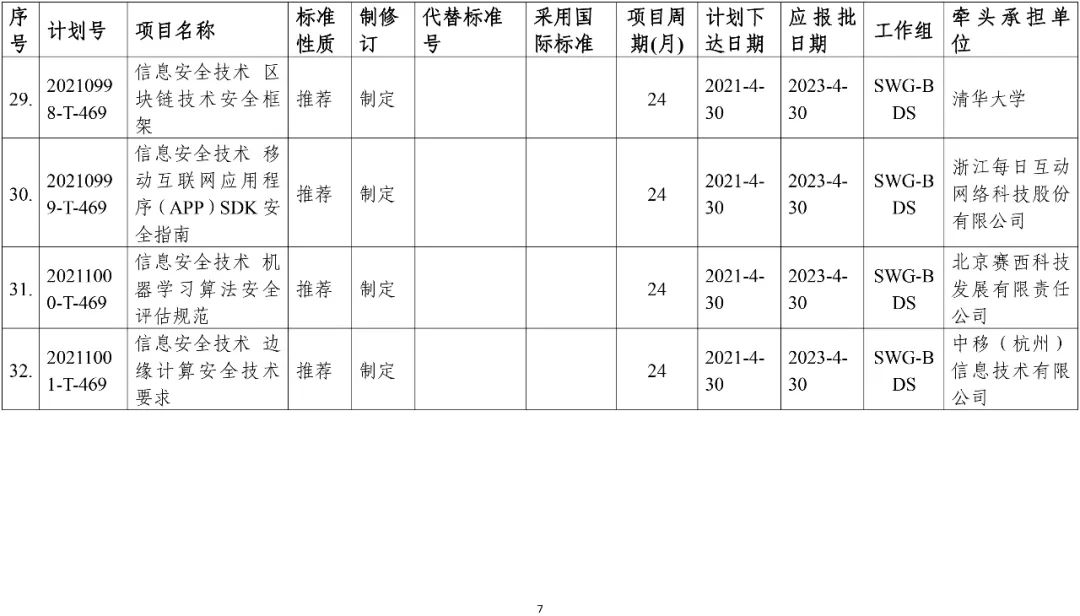 序号 计划号 项目名称 标准性质 制修订 代替标准号 采用国际标准 项目周期(月) 计划下达日期 应报批日期 工作组 牵头承担单位
29. 20210998-T-469 信息安全技术 区块链技术安全框架 推荐 制定 24 2021-4-30 2023-4-30 SWG-BDS 清华大学
30. 20210999-T-469 信息安全技术 移动互联网应用程序（APP）SDK 安全指南 推荐 制定 24 2021-4-30 2023-4-30 SWG-BDS 浙江每日互动网络科技股份有限公司
31. 20211000-T-469 信息安全技术 机器学习算法安全评估规范 推荐 制定 24 2021-4-30 2023-4-30 SWG-BDS 北京赛西科技发展有限责任公司
32. 20211001-T-469 信息安全技术 边缘计算安全技术要求 推荐 制定 24 2021-4-30 2023-4-30 SWG-BDS 中移（杭州）信息技术有限公司
7